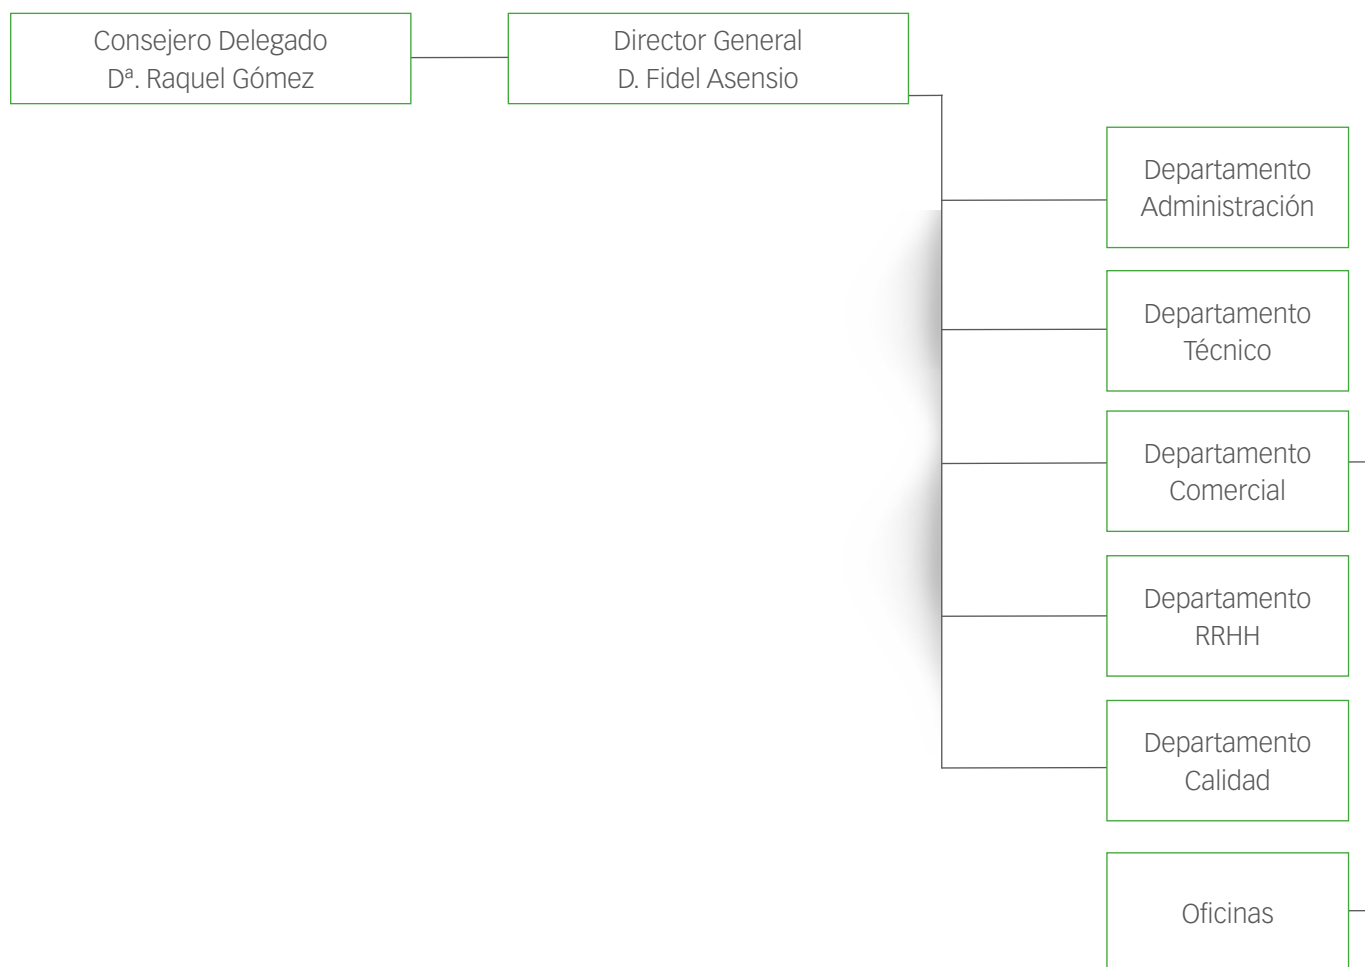 Consejero Delegado
Dª. Raquel Gómez
Director General
D. Fidel Asensio
Departamento
Administración
Departamento
Técnico
Departamento
Comercial
Departamento
RRHH
Departamento
Calidad
Oficinas